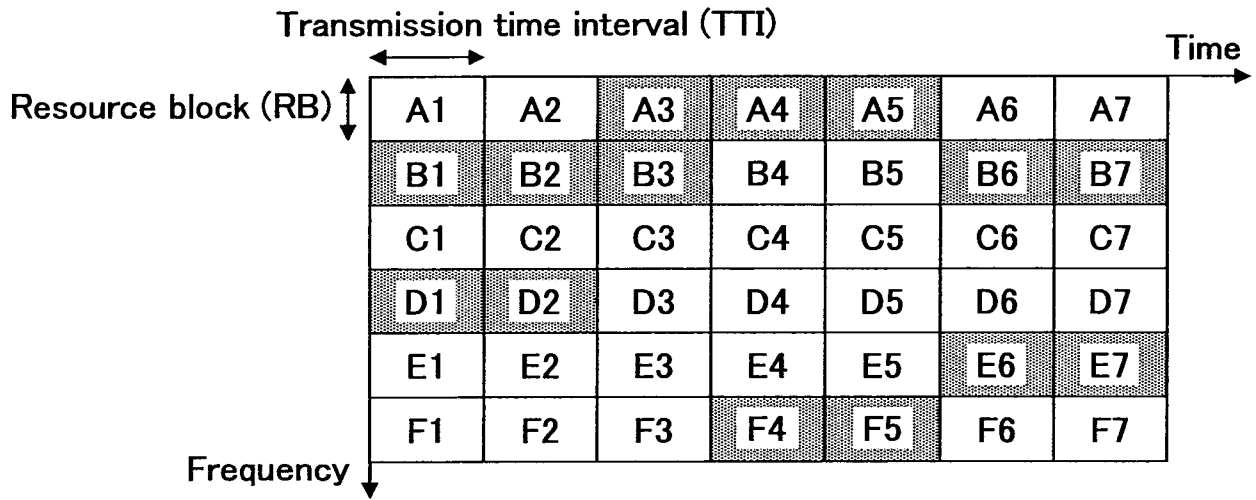 Transmission time interval (TTI)
Time
Resource block (RB)
A1 A2 A3 A4 A5 A6 A7
B1 B2 B3 B4 B5 B6 B7
C1 C2 C3 C4 C5 C6 C7
D1 D2 D3 D4 D5 D6 D7
E1 E2 E3 E4 E5 E6 E7
F1 F2 F3 F4 F5 F6 F7
Frequency